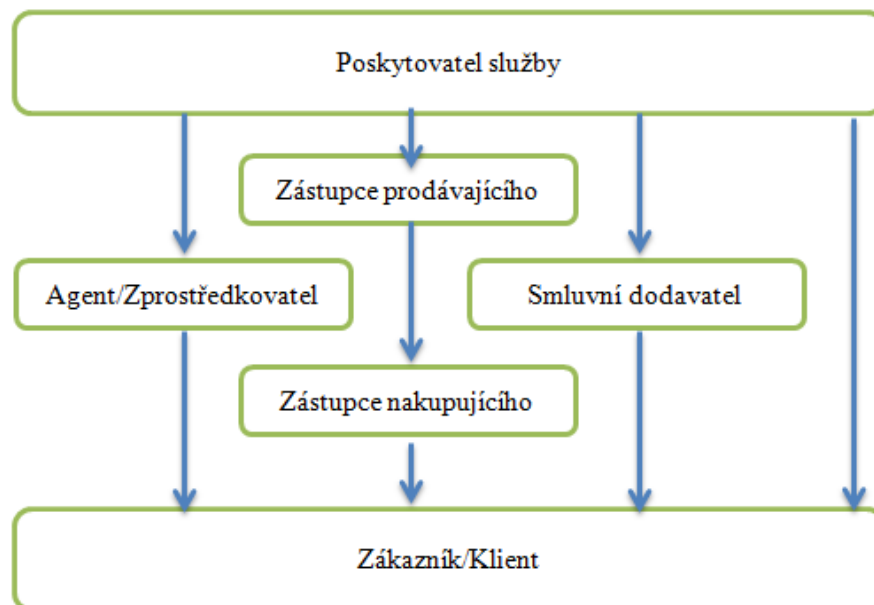 Poskytovatel služby
Zástupce prodávajícího
Agent/Zprostředkovatel
Smluvní dodavatel
Zástupce nakupujícího
Zákazník/Klient